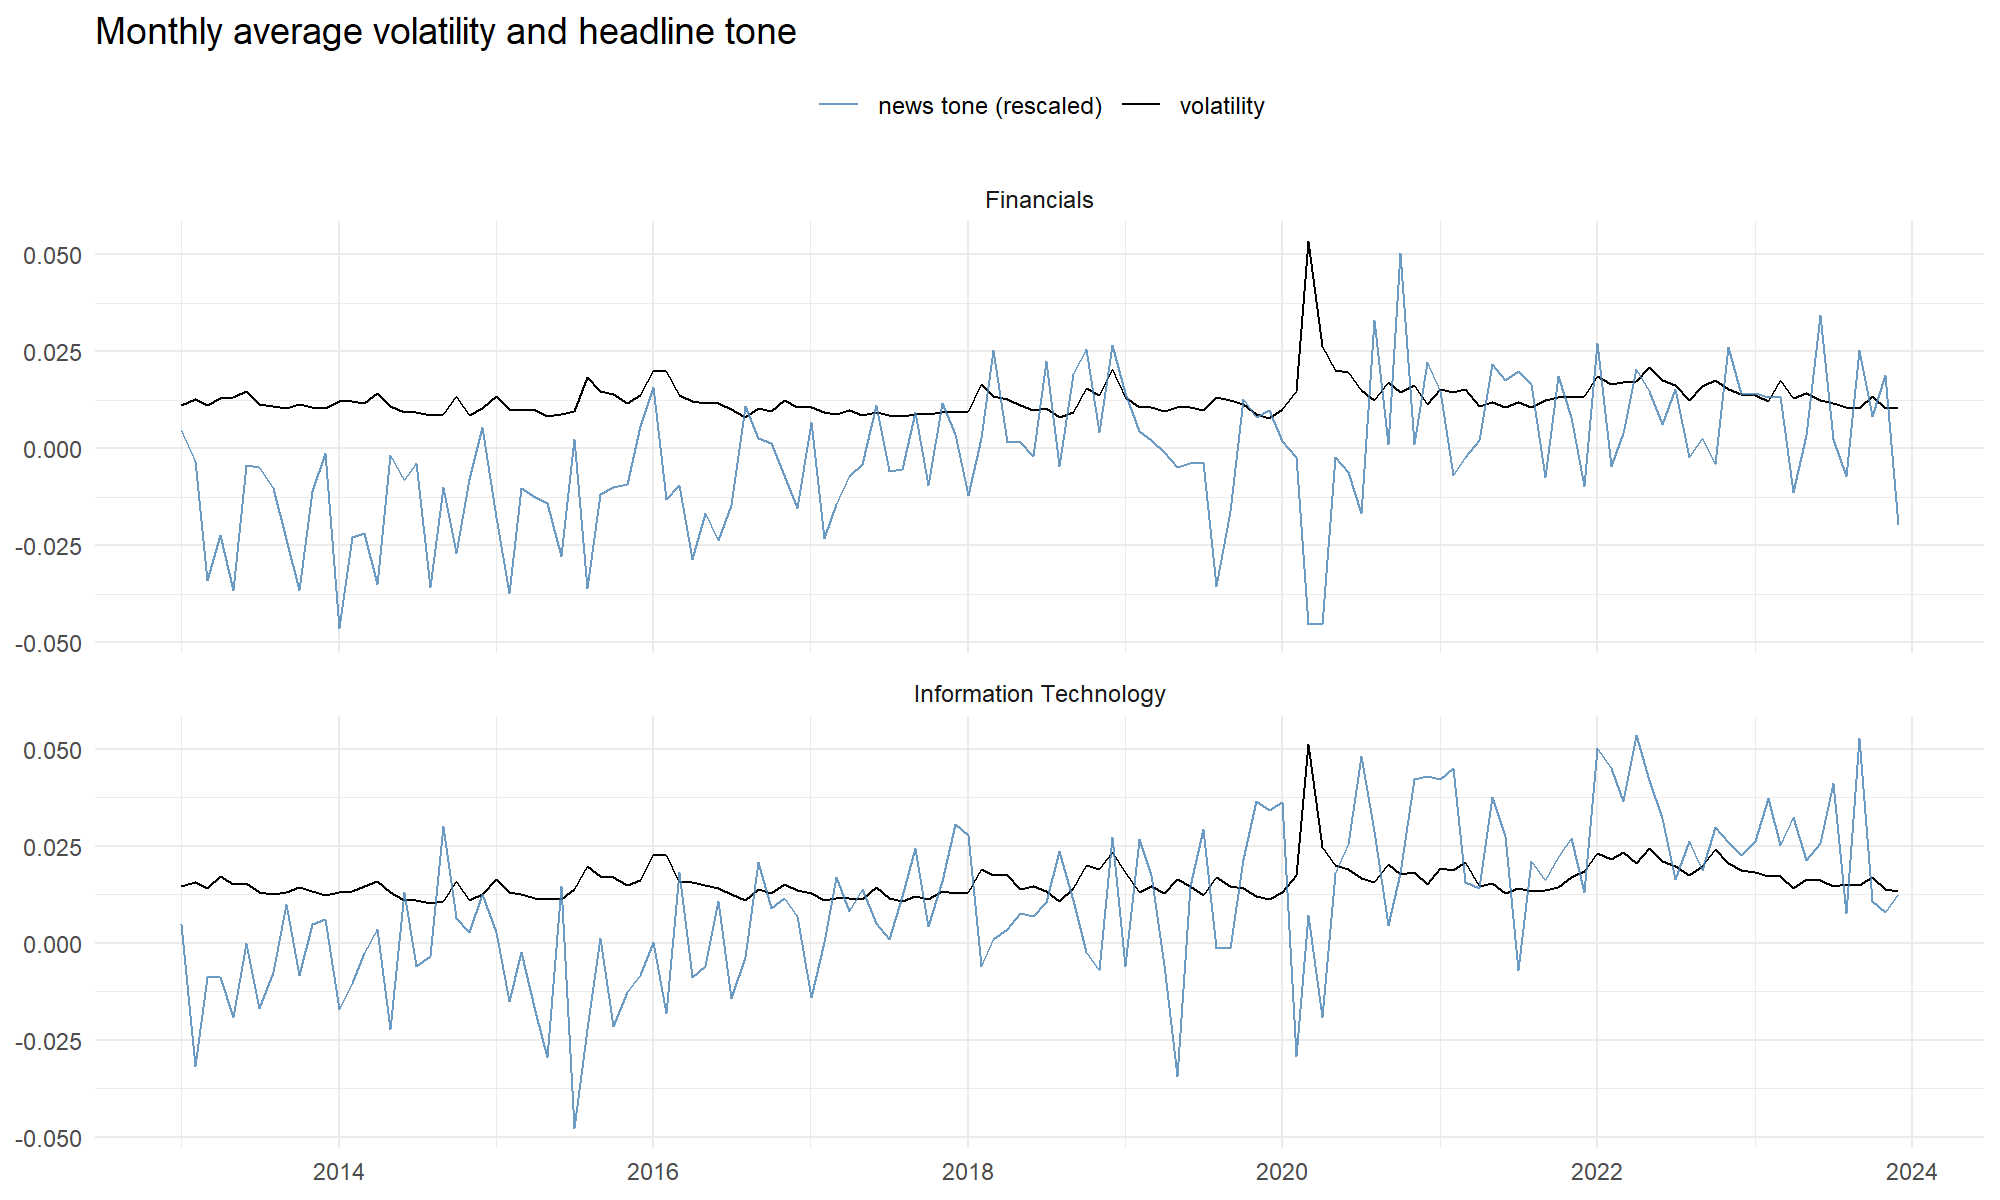 Monthly average volatility and headline tone
news tone (rescaled) volatility
Financials
0.050
0.025
0.000
-0.025
-0.050
Information Technology
0.050
0.025
0.000
-0.025
-0.050
2014 2016 2018 2020 2022 2024